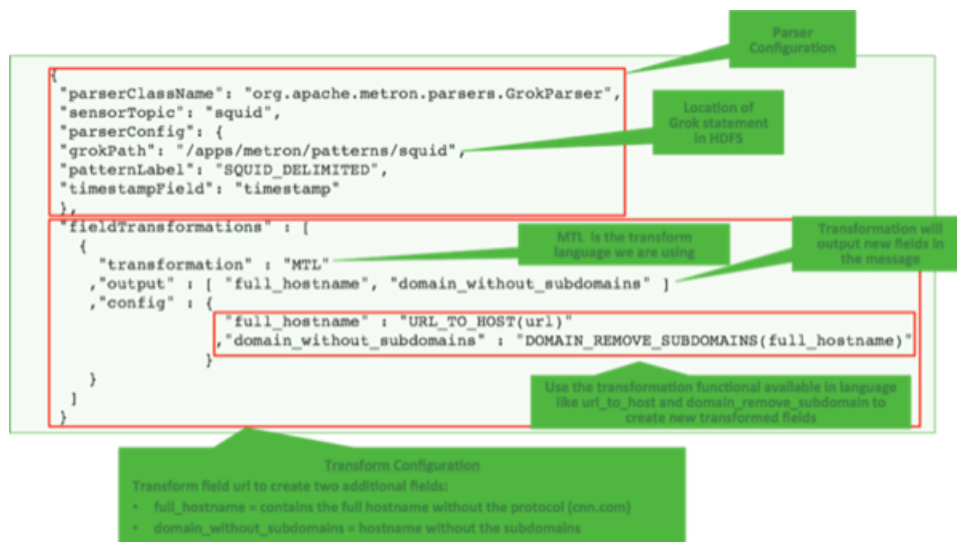 Parser
Configuration
{
"parserClassName": "org.apache.metron.parsers.GrokParser",
"sensorTopic": "squid",
"parserConfig": {
"grokPath": "/apps/metron/patterns/squid",
"patternLabel": "SQUID_DELIMITED",
"timestampField": "timestamp"
},
Location of
Grok statement
in HDFS
"fieldTransformations" : [
{
"transformation" : "MTL"
,"output" : [ "full_hostname", "domain_without_subdomains" ]
,"config" : {
"full_hostname" : "URL_TO_HOST(url)"
,"domain_without_subdomains" : "DOMAIN_REMOVE_SUBDOMAINS(full_hostname)"
}
}
]
}
MTL is the transform
language we are using
Transformation will
output new fields in
the message
Use the transformation functional available in language
like url_to_host and domain_remove_subdomain to
create new transformed fields
Transform Configuration
Transform field url to create two additional fields:
• full_hostname = contains the full hostname without the protocol (cnn.com)
• domain_without_subdomains = hostname without the subdomains